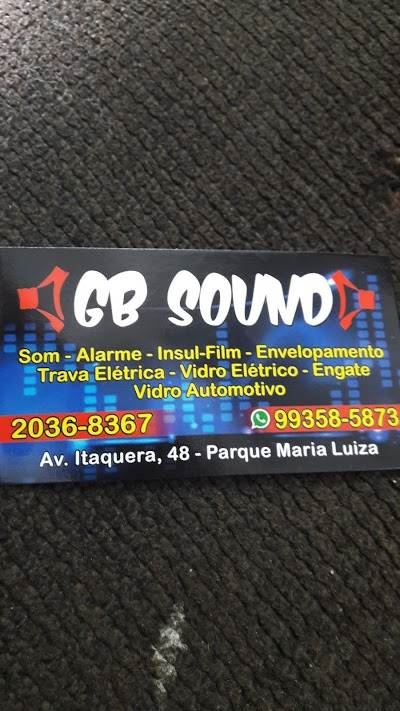 GB SOUND
Som - Alarme - Insul-Film - Envelopamento
Trava Elétrica - Vidro Elétrico - Engate
Vidro Automotivo
2036-8367 99358-5873
Av. Itaquera, 48 - Parque Maria Luiza